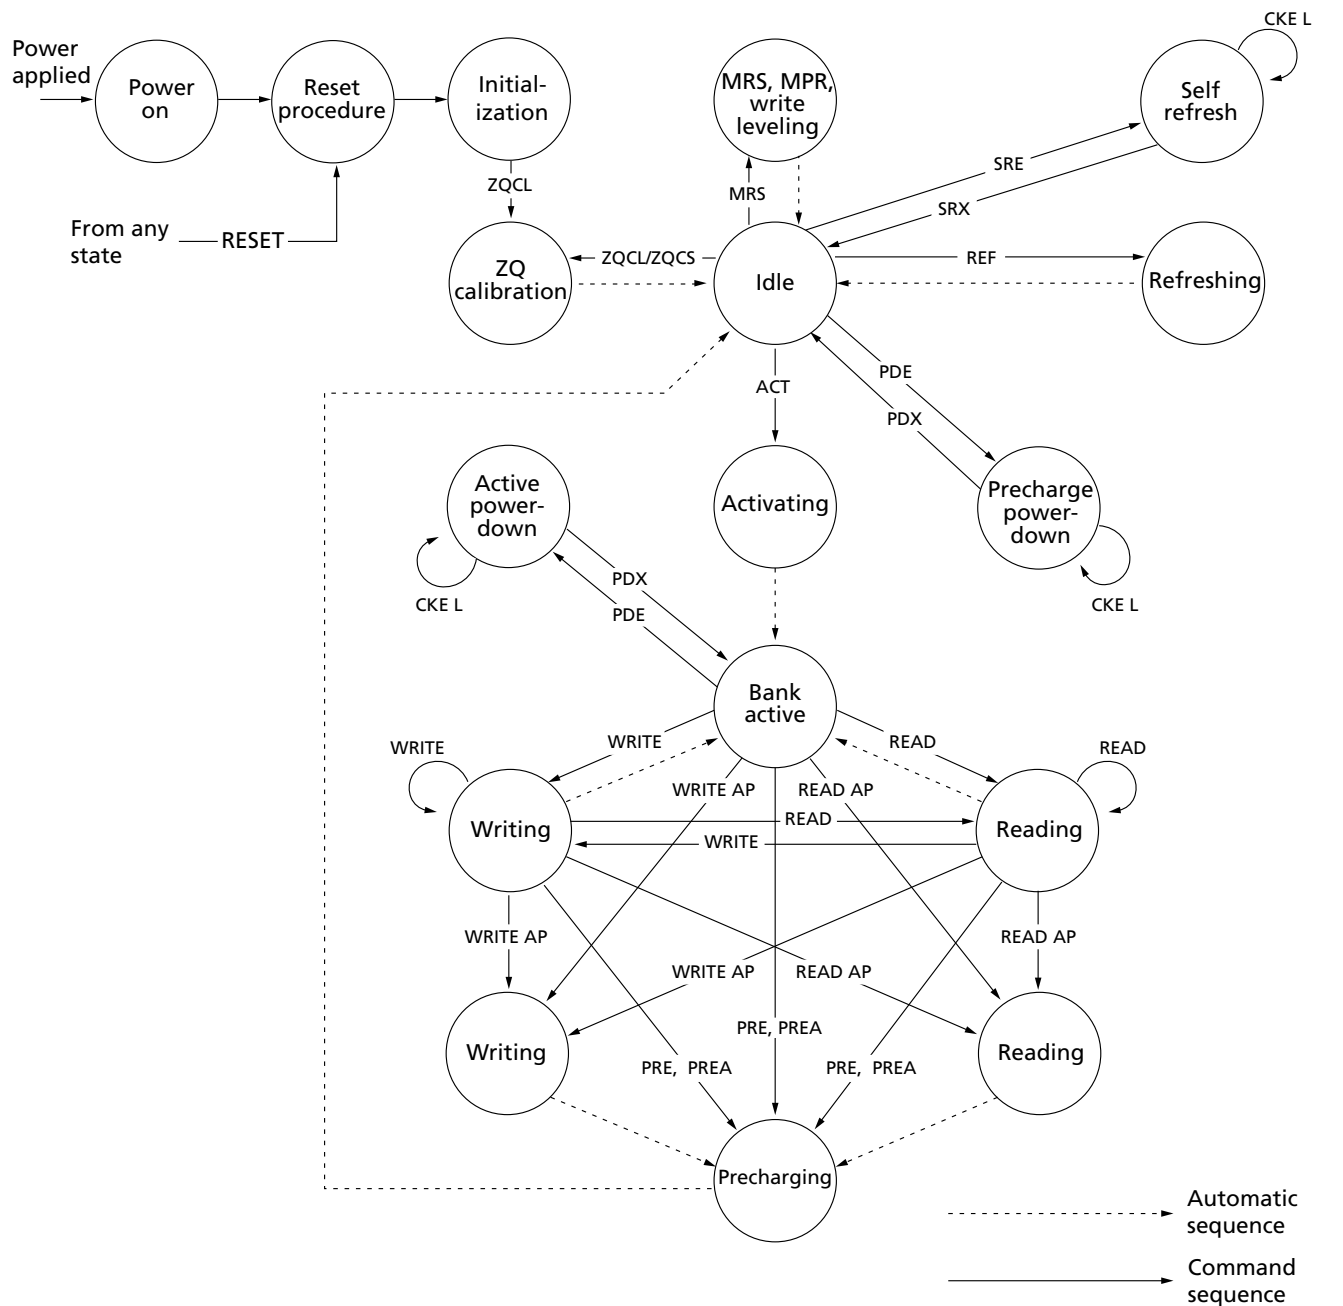 CKE L
Power
applied
Power
on
Reset
procedure
Initial-
ization
MRS, MPR,
write
leveling
Self
refresh
ZQCL
MRS
SRE
SRX
From any
state
RESET
ZQ
calibration
ZQCL/ZQCS
Idle
REF
Refreshing
PDE
ACT
PDX
Active
power-
down
Activating
Precharge
power-
down
PDX
CKE L
PDE
CKE L
Bank
active
WRITE
WRITE
READ
READ
WRITE AP
READ AP
Writing
READ
Reading
WRITE
WRITE AP
READ AP
WRITE AP
READ AP
PRE, PREA
Writing
Reading
PRE, PREA
PRE, PREA
Precharging
Automatic
sequence
Command
sequence